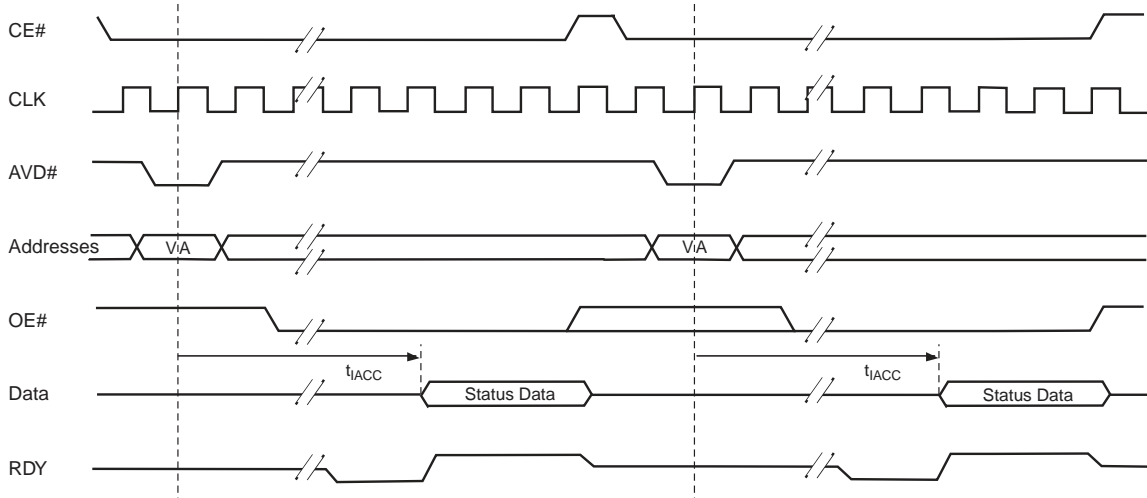 CE#
CLK
AVD#
Addresses VA VA
OE#
tIACC tIACC
Data Status Data Status Data
RDY